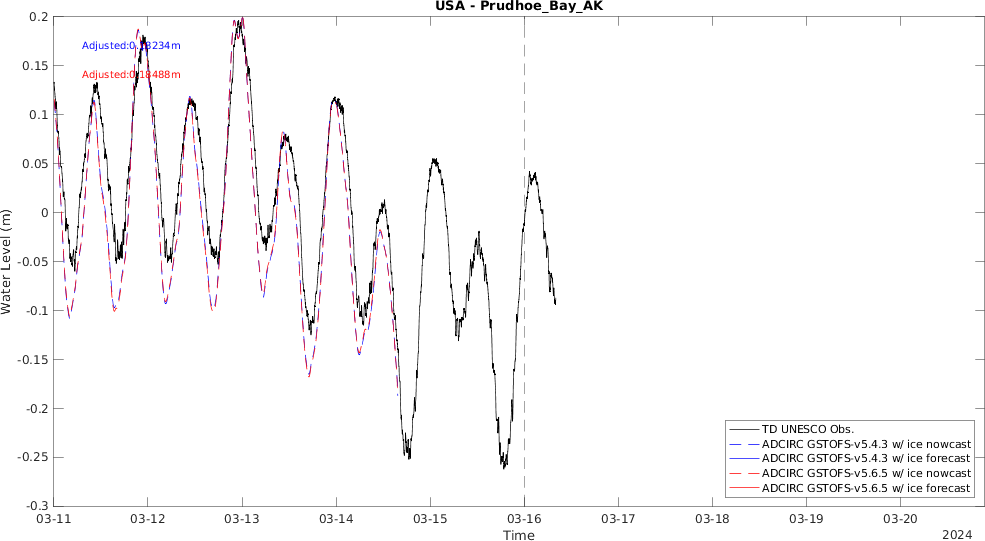 USA - Prudhoe_Bay_AK
0.2
0.15
0.1
0.05
0
-0.05
-0.1
-0.15
-0.2
-0.25
-0.3
Water Level (m)
Adjusted:0.18234m
Adjusted:0.18488m
TD UNESCO Obs.
ADCIRC GSTOFS-v5.4.3 w/ ice nowcast
ADCIRC GSTOFS-v5.4.3 w/ ice forecast
ADCIRC GSTOFS-v5.6.5 w/ ice nowcast
ADCIRC GSTOFS-v5.6.5 w/ ice forecast
03-11 03-12 03-13 03-14 03-15 03-16 03-17 03-18 03-19 03-20
Time
2024